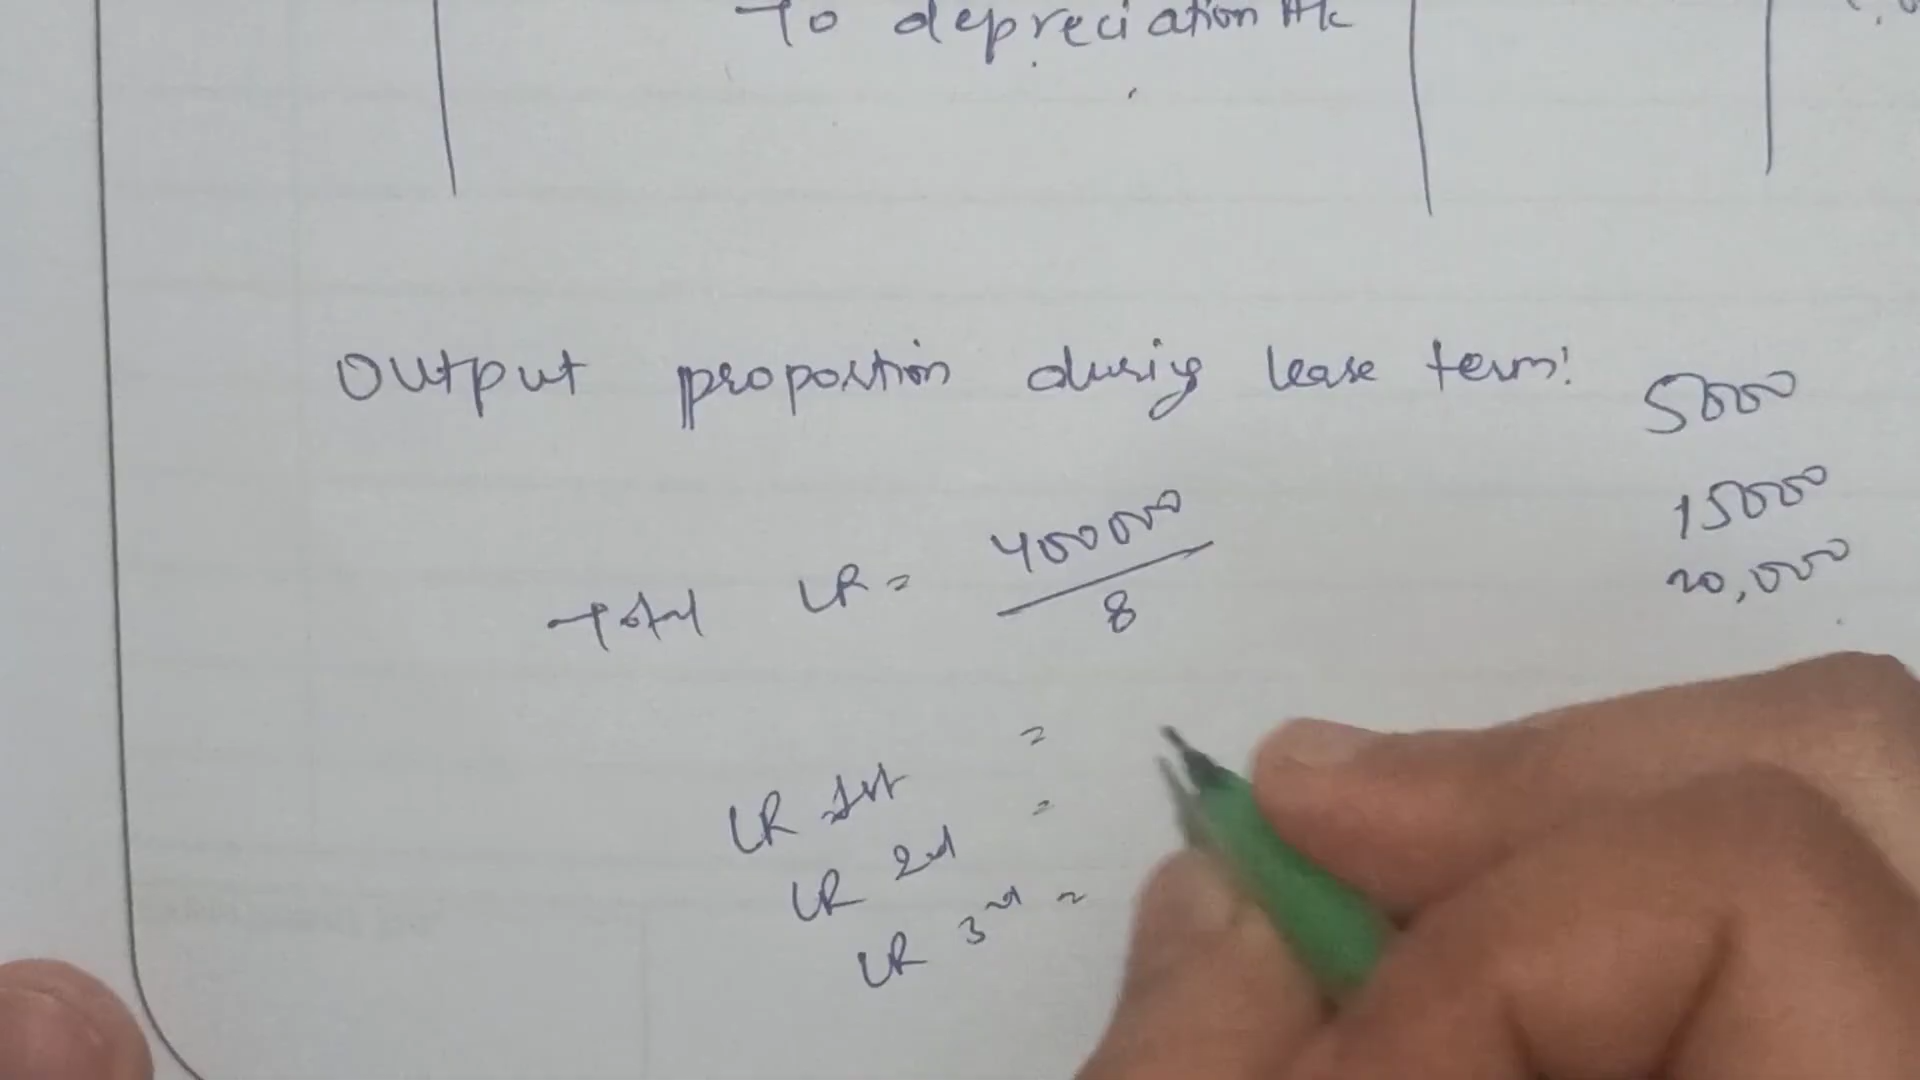 To depreciation A/c
Output proportion during lease term:
5000
15000
20,000
Total LR = 400000
8
=
LR 1st =
LR 2nd
LR 3rd =